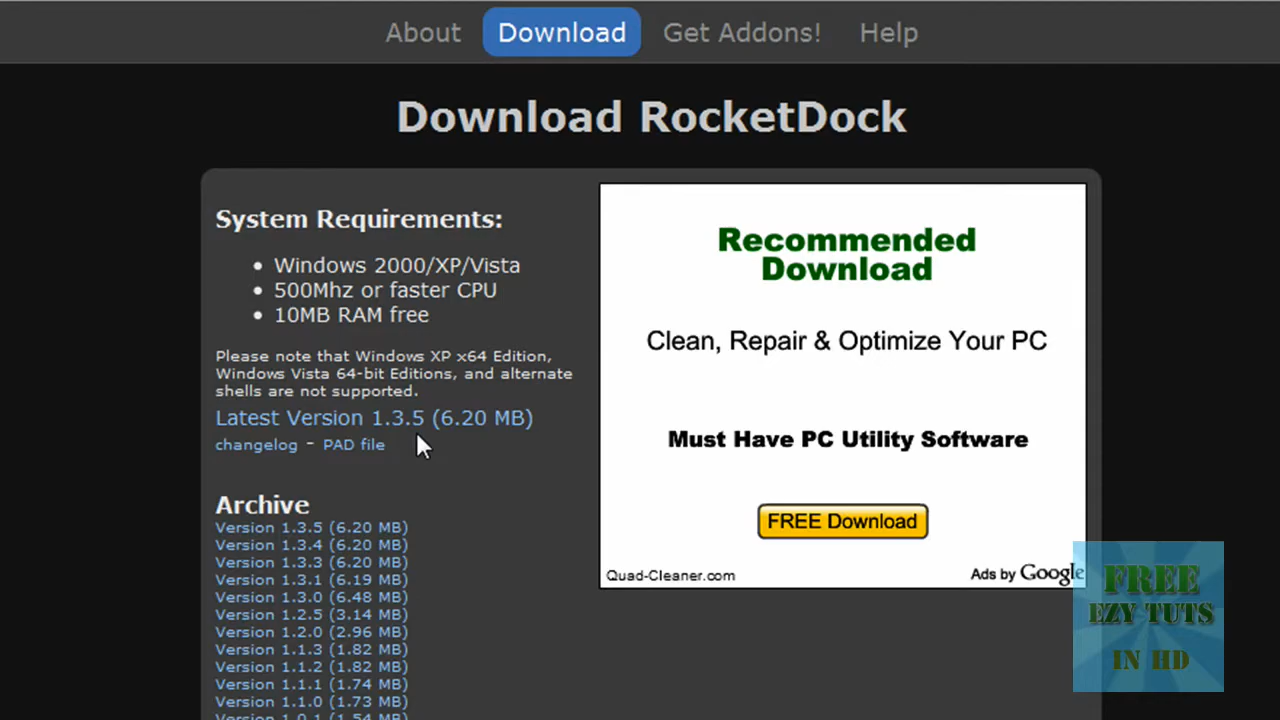 About Download Get Addons! Help
Download RocketDock
System Requirements:
• Windows 2000/XP/Vista
• 500Mhz or faster CPU
• 10MB RAM free
Please note that Windows XP x64 Edition,
Windows Vista 64-bit Editions, and alternate
shells are not supported.
Latest Version 1.3.5 (6.20 MB)
changelog - PAD file
Archive
Version 1.3.5 (6.20 MB)
Version 1.3.4 (6.20 MB)
Version 1.3.3 (6.20 MB)
Version 1.3.1 (6.19 MB)
Version 1.3.0 (6.48 MB)
Version 1.2.5 (3.14 MB)
Version 1.2.0 (2.96 MB)
Version 1.1.3 (1.82 MB)
Version 1.1.2 (1.82 MB)
Version 1.1.1 (1.74 MB)
Version 1.1.0 (1.73 MB)
Version 1.0.1 (1.54 MB)
Recommended
Download
Clean, Repair & Optimize Your PC
Must Have PC Utility Software
FREE Download
Quad-Cleaner.com
Ads by Google
FREE
EZY TUTS
IN HD